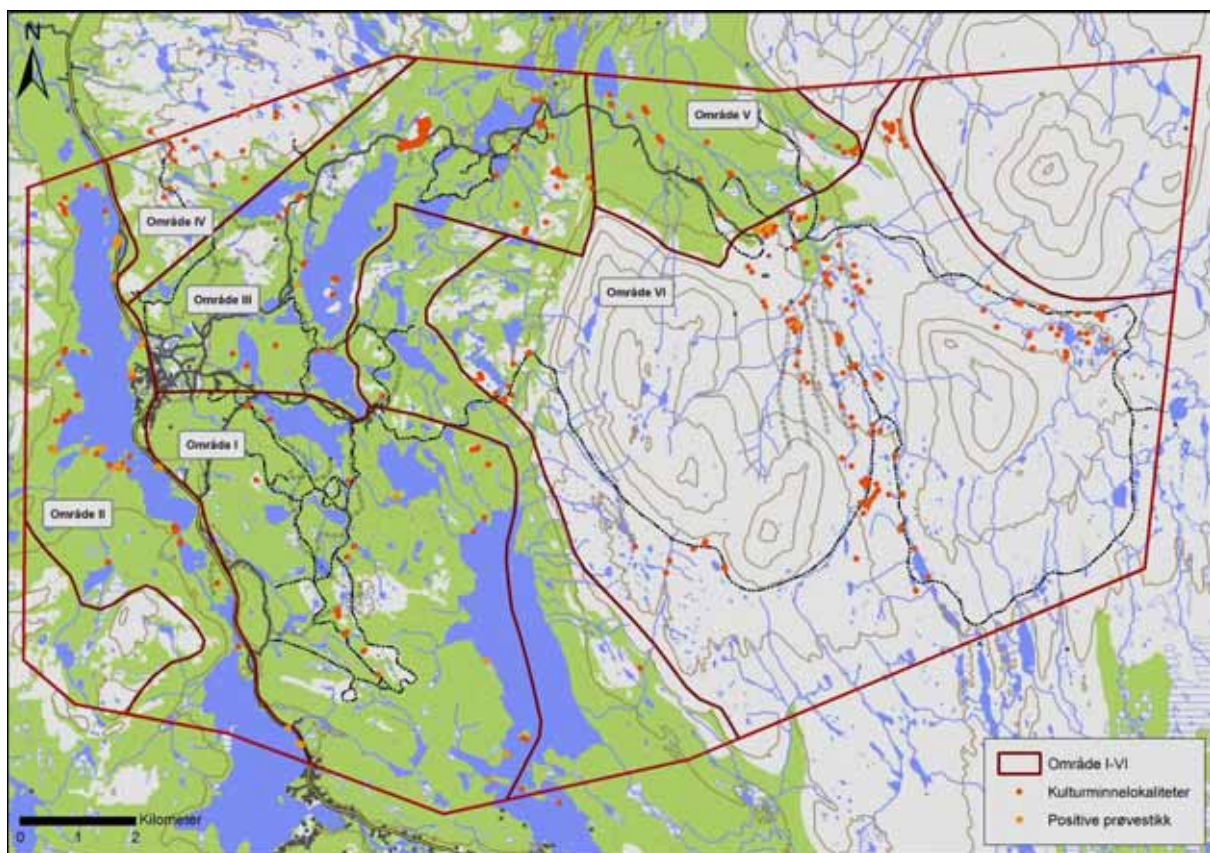 N
Område V
Område IV
Område VI
Område III
Område I
Område II
Område I-VI
Kulturminnelokaliteter
Positive prøvestikk
Kilometer
0 1 2